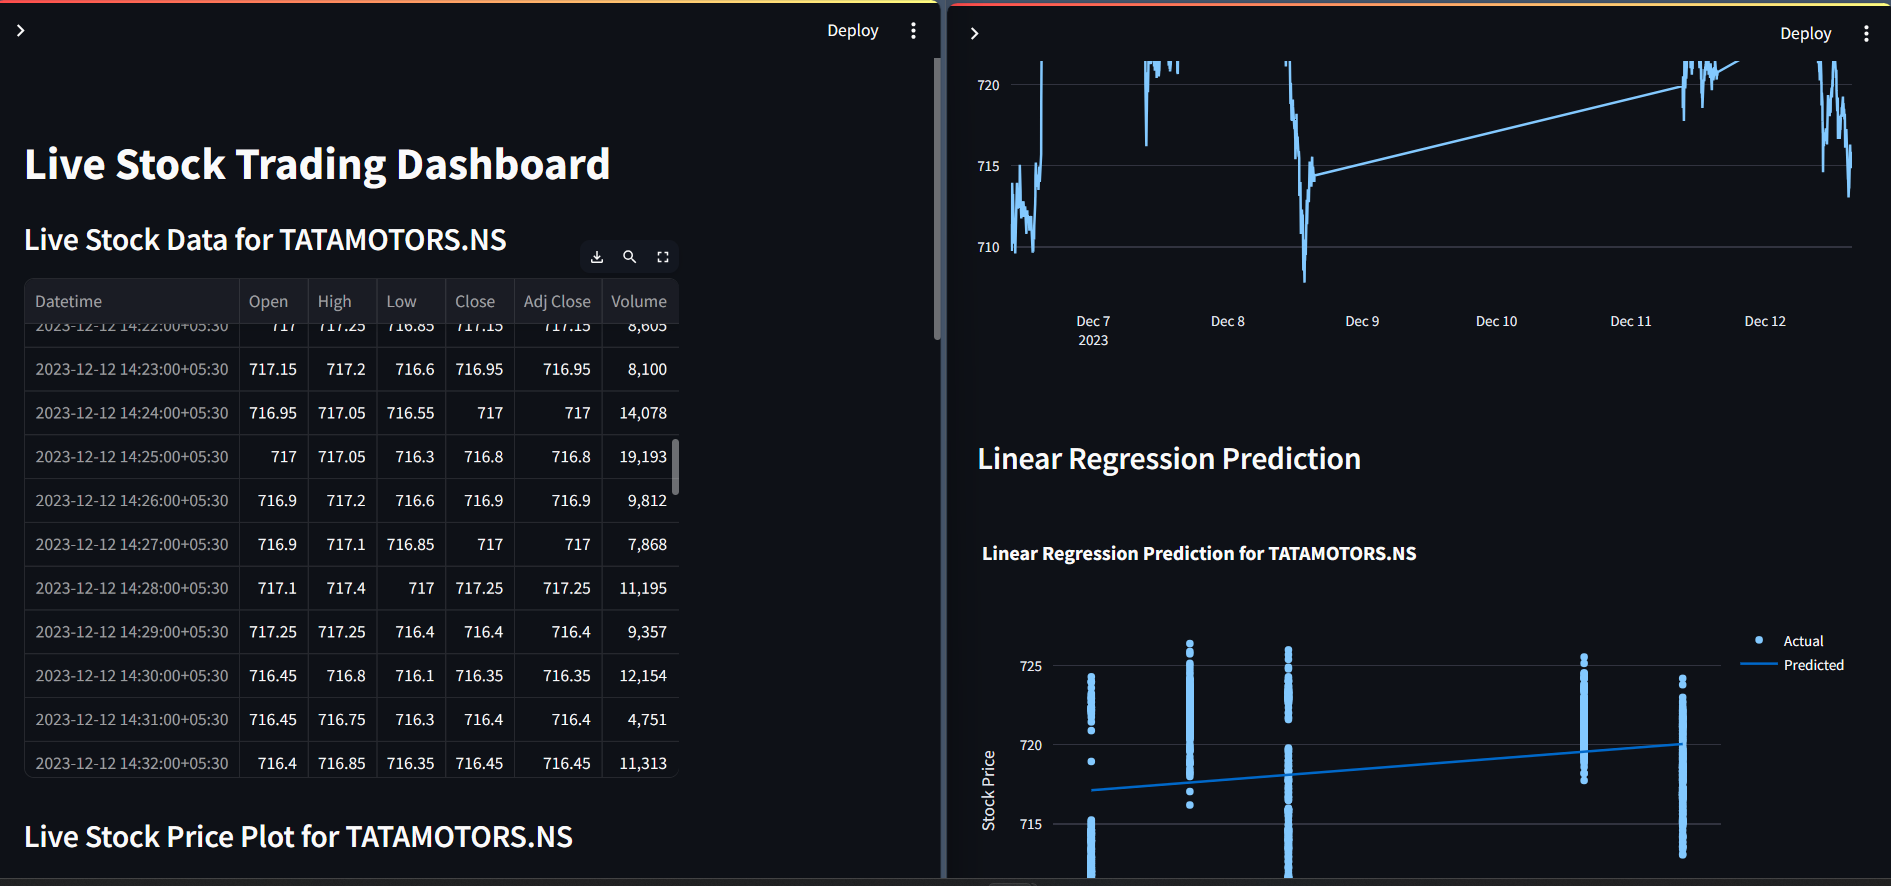 Deploy
Live Stock Trading Dashboard
Live Stock Data for TATAMOTORS.NS
Datetime Open High Low Close Adj Close Volume
2023-12-12 14:22:00+05:30 717 717.25 716.85 717.15 717.15 8,605
2023-12-12 14:23:00+05:30 717.15 717.2 716.6 716.95 716.95 8,100
2023-12-12 14:24:00+05:30 716.95 717.05 716.55 717 717 14,078
2023-12-12 14:25:00+05:30 717 717.05 716.3 716.8 716.8 19,193
2023-12-12 14:26:00+05:30 716.9 717.2 716.6 716.9 716.9 9,812
2023-12-12 14:27:00+05:30 716.9 717.1 716.85 717 717 7,868
2023-12-12 14:28:00+05:30 717.1 717.4 717 717.25 717.25 11,195
2023-12-12 14:29:00+05:30 717.25 717.25 716.4 716.4 716.4 9,357
2023-12-12 14:30:00+05:30 716.45 716.8 716.1 716.35 716.35 12,154
2023-12-12 14:31:00+05:30 716.45 716.75 716.3 716.4 716.4 4,751
2023-12-12 14:32:00+05:30 716.4 716.85 716.35 716.45 716.45 11,313
Live Stock Price Plot for TATAMOTORS.NS
Deploy
720
715
710
Dec 7 Dec 8 Dec 9 Dec 10 Dec 11 Dec 12
2023
Linear Regression Prediction
Linear Regression Prediction for TATAMOTORS.NS
Actual
Predicted
725
720
715
Stock Price